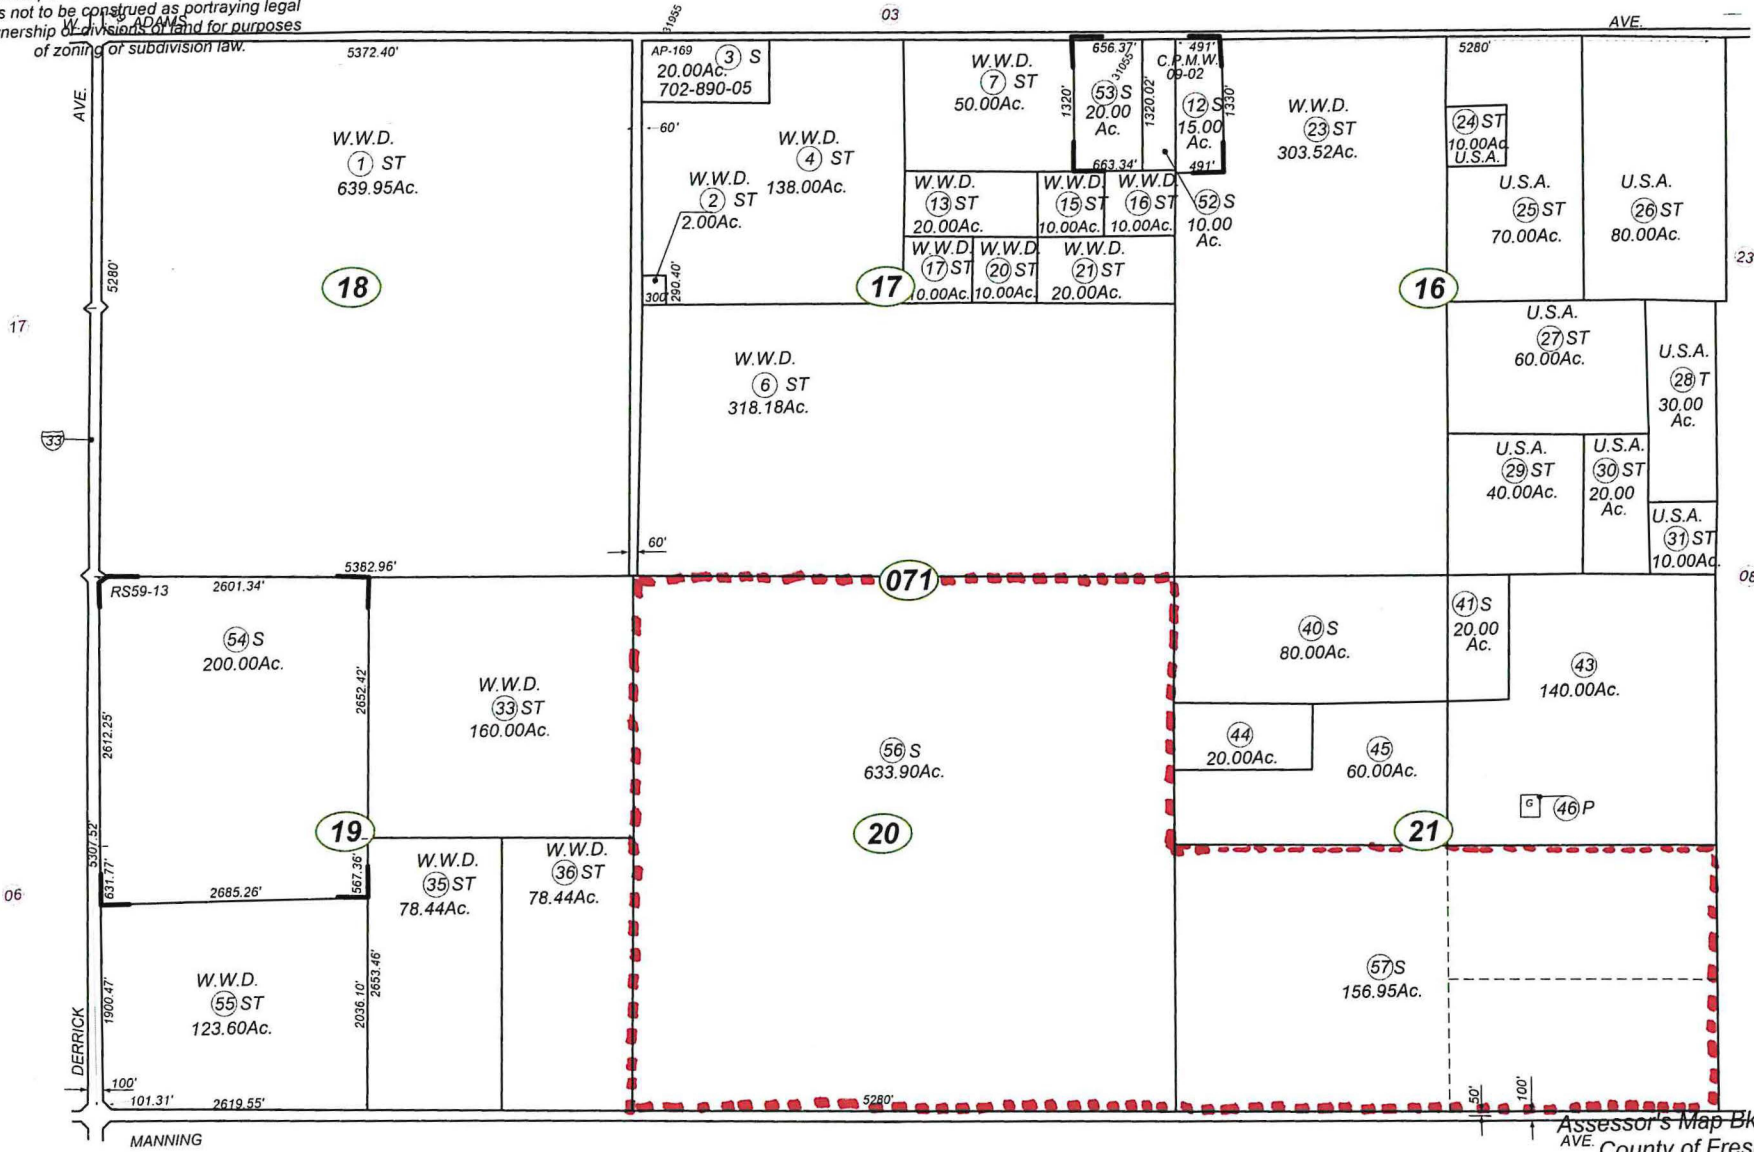 s not to be construed as portraying legal
nership or divisions of land for purposes
of zoning or subdivision law.
W ADAMS
AVE.
03
AVE.
31955
5372.40'
AP-169
3 S
20.00Ac.
702-890-05
W.W.D.
7 ST
50.00Ac.
656.37'
31055
1320'
53 S
20.00
Ac.
1320.02'
663.34'
491'
C.P.M.W.
09-02
12 S
15.00
Ac.
1330'
491'
5280'
W.W.D.
23 ST
303.52Ac.
24 ST
10.00Ac.
U.S.A.
U.S.A.
25 ST
70.00Ac.
U.S.A.
26 ST
80.00Ac.
W.W.D.
1 ST
639.95Ac.
60'
W.W.D.
4 ST
138.00Ac.
W.W.D.
2 ST
2.00Ac.
W.W.D.
13 ST
20.00Ac.
W.W.D.
15 ST
10.00Ac.
W.W.D.
16 ST
10.00Ac.
52 S
10.00
Ac.
W.W.D.
17 ST
10.00Ac.
W.W.D.
20 ST
10.00Ac.
W.W.D.
21 ST
20.00Ac.
300'
290.40'
5280'
18
17
16
23
17
U.S.A.
27 ST
60.00Ac.
U.S.A.
28 T
30.00
Ac.
W.W.D.
6 ST
318.18Ac.
33
U.S.A.
29 ST
40.00Ac.
U.S.A.
30 ST
20.00
Ac.
U.S.A.
31 ST
10.00Ac.
60'
5382.96'
071
08
RS59-13
2601.34'
54 S
200.00Ac.
2612.25'
2652.42'
W.W.D.
33 ST
160.00Ac.
56 S
633.90Ac.
40 S
80.00Ac.
41 S
20.00
Ac.
43
140.00Ac.
44
20.00Ac.
45
60.00Ac.
G
46 P
19
20
21
5307.52'
631.77'
2685.26'
567.36'
06
W.W.D.
35 ST
78.44Ac.
W.W.D.
36 ST
78.44Ac.
W.W.D.
55 ST
123.60Ac.
1900.47'
2036.10'
2653.46'
57 S
156.95Ac.
DERRICK
100'
101.31'
2619.55'
5280'
50'
100'
MANNING
AVE.
Assessor's Map Bk
County of Fres